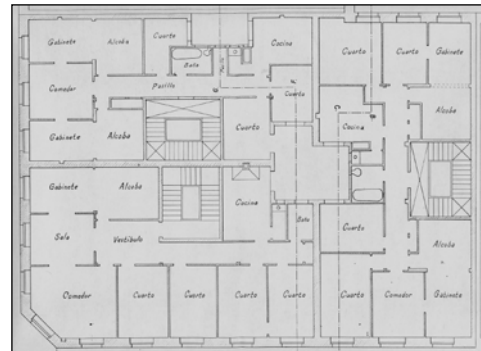 Gabinete Alcoba Cuarto Cocina Cuarto Cuarto Gabinete
Baño
Comedor Pasillo
Cuarto
Alcoba
Gabinete Alcoba Cuarto Cocina
Gabinete Alcoba Cocina
Baño
Sala Vestíbulo Cuarto Alcoba
Comedor Cuarto Cuarto Cuarto Cuarto Cuarto Comedor Gabinete